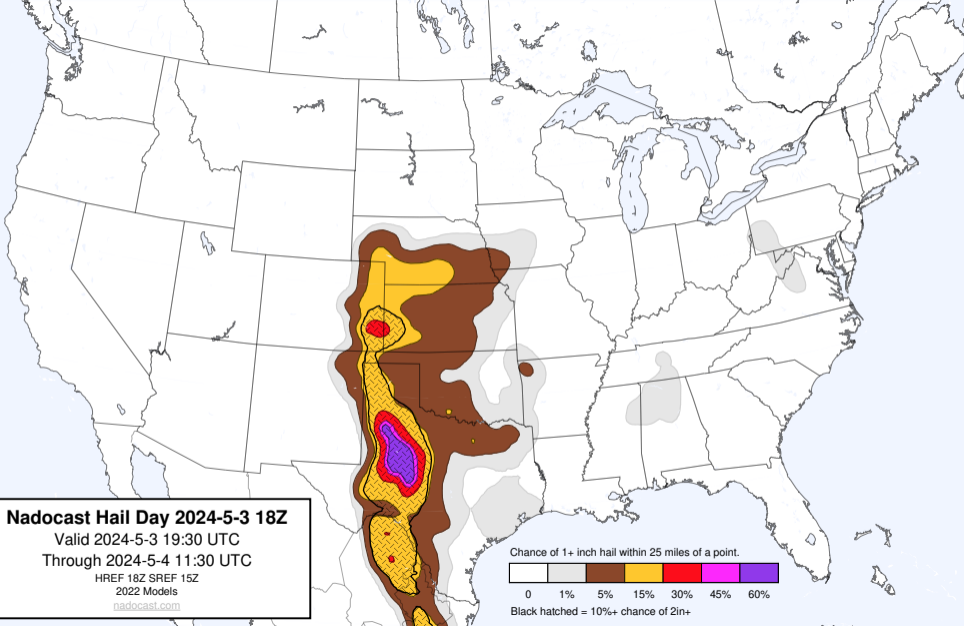 Nadocast Hail Day 2024-5-3 18Z
Valid 2024-5-3 19:30 UTC
Through 2024-5-4 11:30 UTC
HREF 18Z SREF 15Z
2022 Models
nadocast.com
Chance of 1+ inch hail within 25 miles of a point.
0 1% 5% 15% 30% 45% 60%
Black hatched = 10%+ chance of 2in+